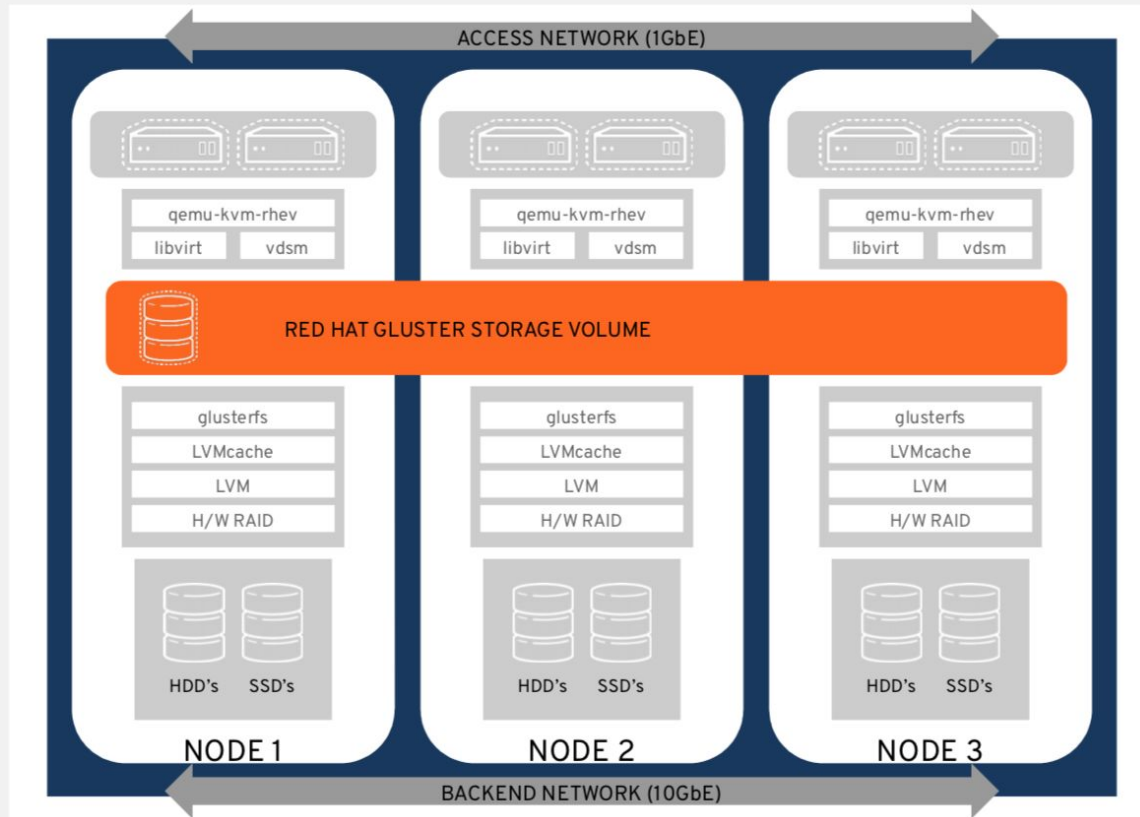 ACCESS NETWORK (1GbE)
qemu-kvm-rhev
libvirt vdsm
qemu-kvm-rhev
libvirt vdsm
qemu-kvm-rhev
libvirt vdsm
RED HAT GLUSTER STORAGE VOLUME
glusterfs
LVMcache
LVM
H/W RAID
HDD's SSD's
NODE 1
glusterfs
LVMcache
LVM
H/W RAID
HDD's SSD's
NODE 2
glusterfs
LVMcache
LVM
H/W RAID
HDD's SSD's
NODE 3
BACKEND NETWORK (10GbE)